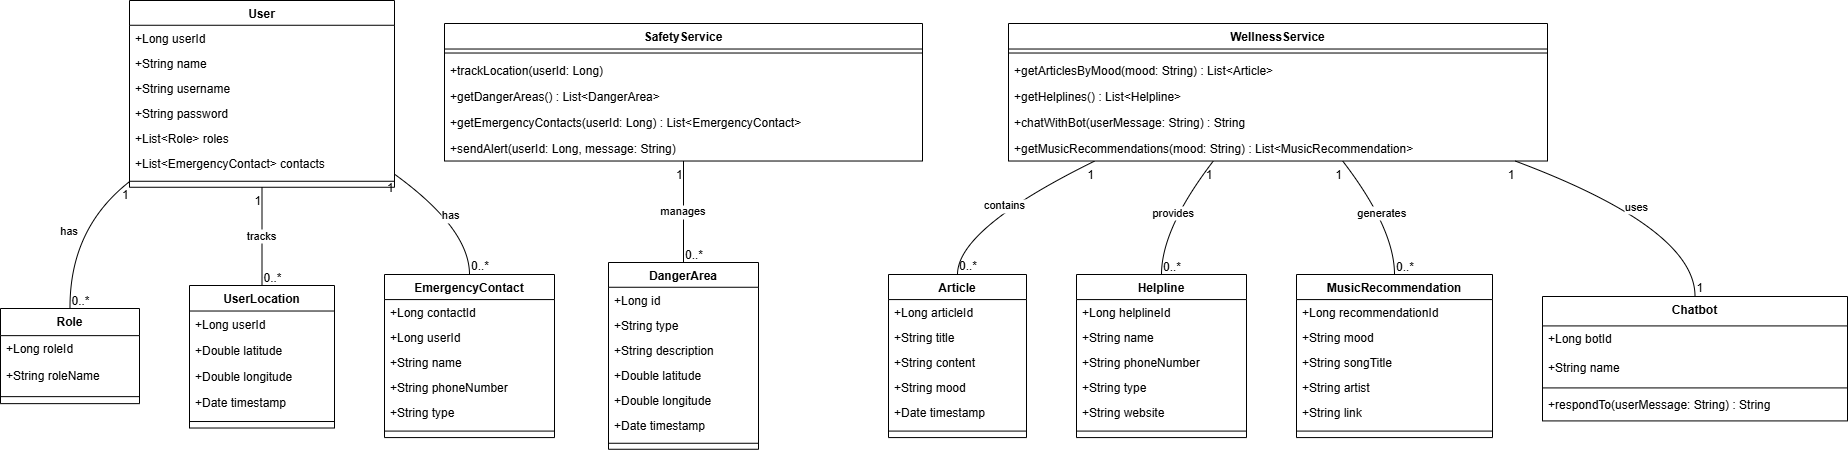 User
+Long userId
+String name
+String username
+String password
+List<Role> roles
+List<EmergencyContact> contacts
SafetyService
+trackLocation(userId: Long)
+getDangerAreas() : List<DangerArea>
+getEmergencyContacts(userId: Long) : List<EmergencyContact>
+sendAlert(userId: Long, message: String)
WellnessService
+getArticlesByMood(mood: String) : List<Article>
+getHelplines() : List<Helpline>
+chatWithBot(userMessage: String) : String
+getMusicRecommendations(mood: String) : List<MusicRecommendation>
1
has
0..*
1
tracks
0..*
1
has
0..*
1
manages
0..*
1
contains
0..*
1
provides
0..*
1
generates
0..*
1
uses
1
Role
+Long roleId
+String roleName
UserLocation
+Long userId
+Double latitude
+Double longitude
+Date timestamp
EmergencyContact
+Long contactId
+Long userId
+String name
+String phoneNumber
+String type
DangerArea
+Long id
+String type
+String description
+Double latitude
+Double longitude
+Date timestamp
Article
+Long articleId
+String title
+String content
+String mood
+Date timestamp
Helpline
+Long helplineId
+String name
+String phoneNumber
+String type
+String website
MusicRecommendation
+Long recommendationId
+String mood
+String songTitle
+String artist
+String link
Chatbot
+Long botId
+String name
+respondTo(userMessage: String) : String